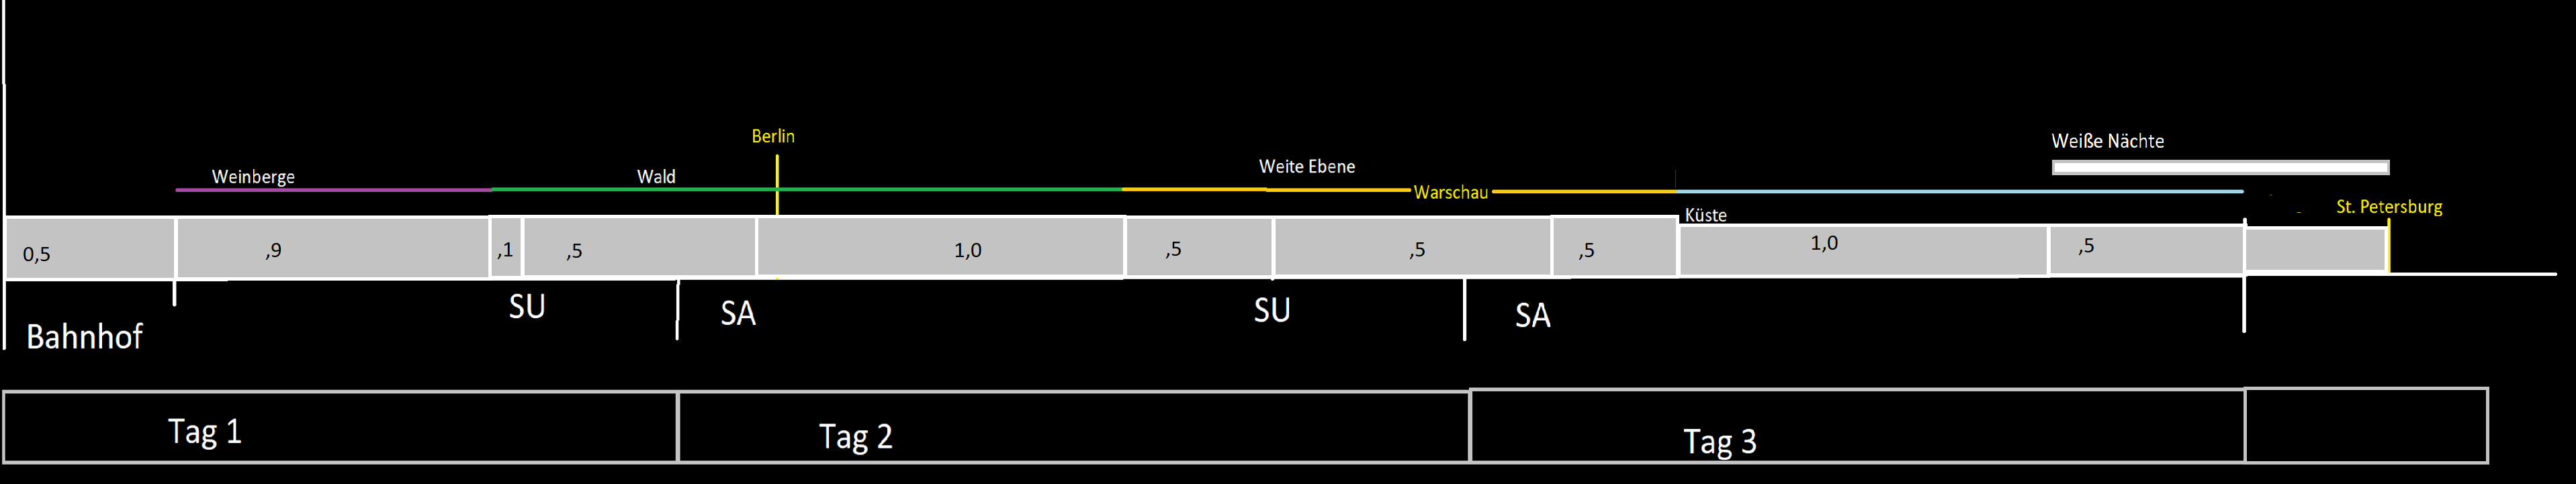 Berlin
Weiße Nächte
Weinberge
Wald
Weite Ebene
Warschau
Küste
St. Petersburg
0,5
,9
,1
,5
1,0
,5
,5
,5
1,0
,5
Bahnhof
SU
SA
SU
SA
Tag 1
Tag 2
Tag 3